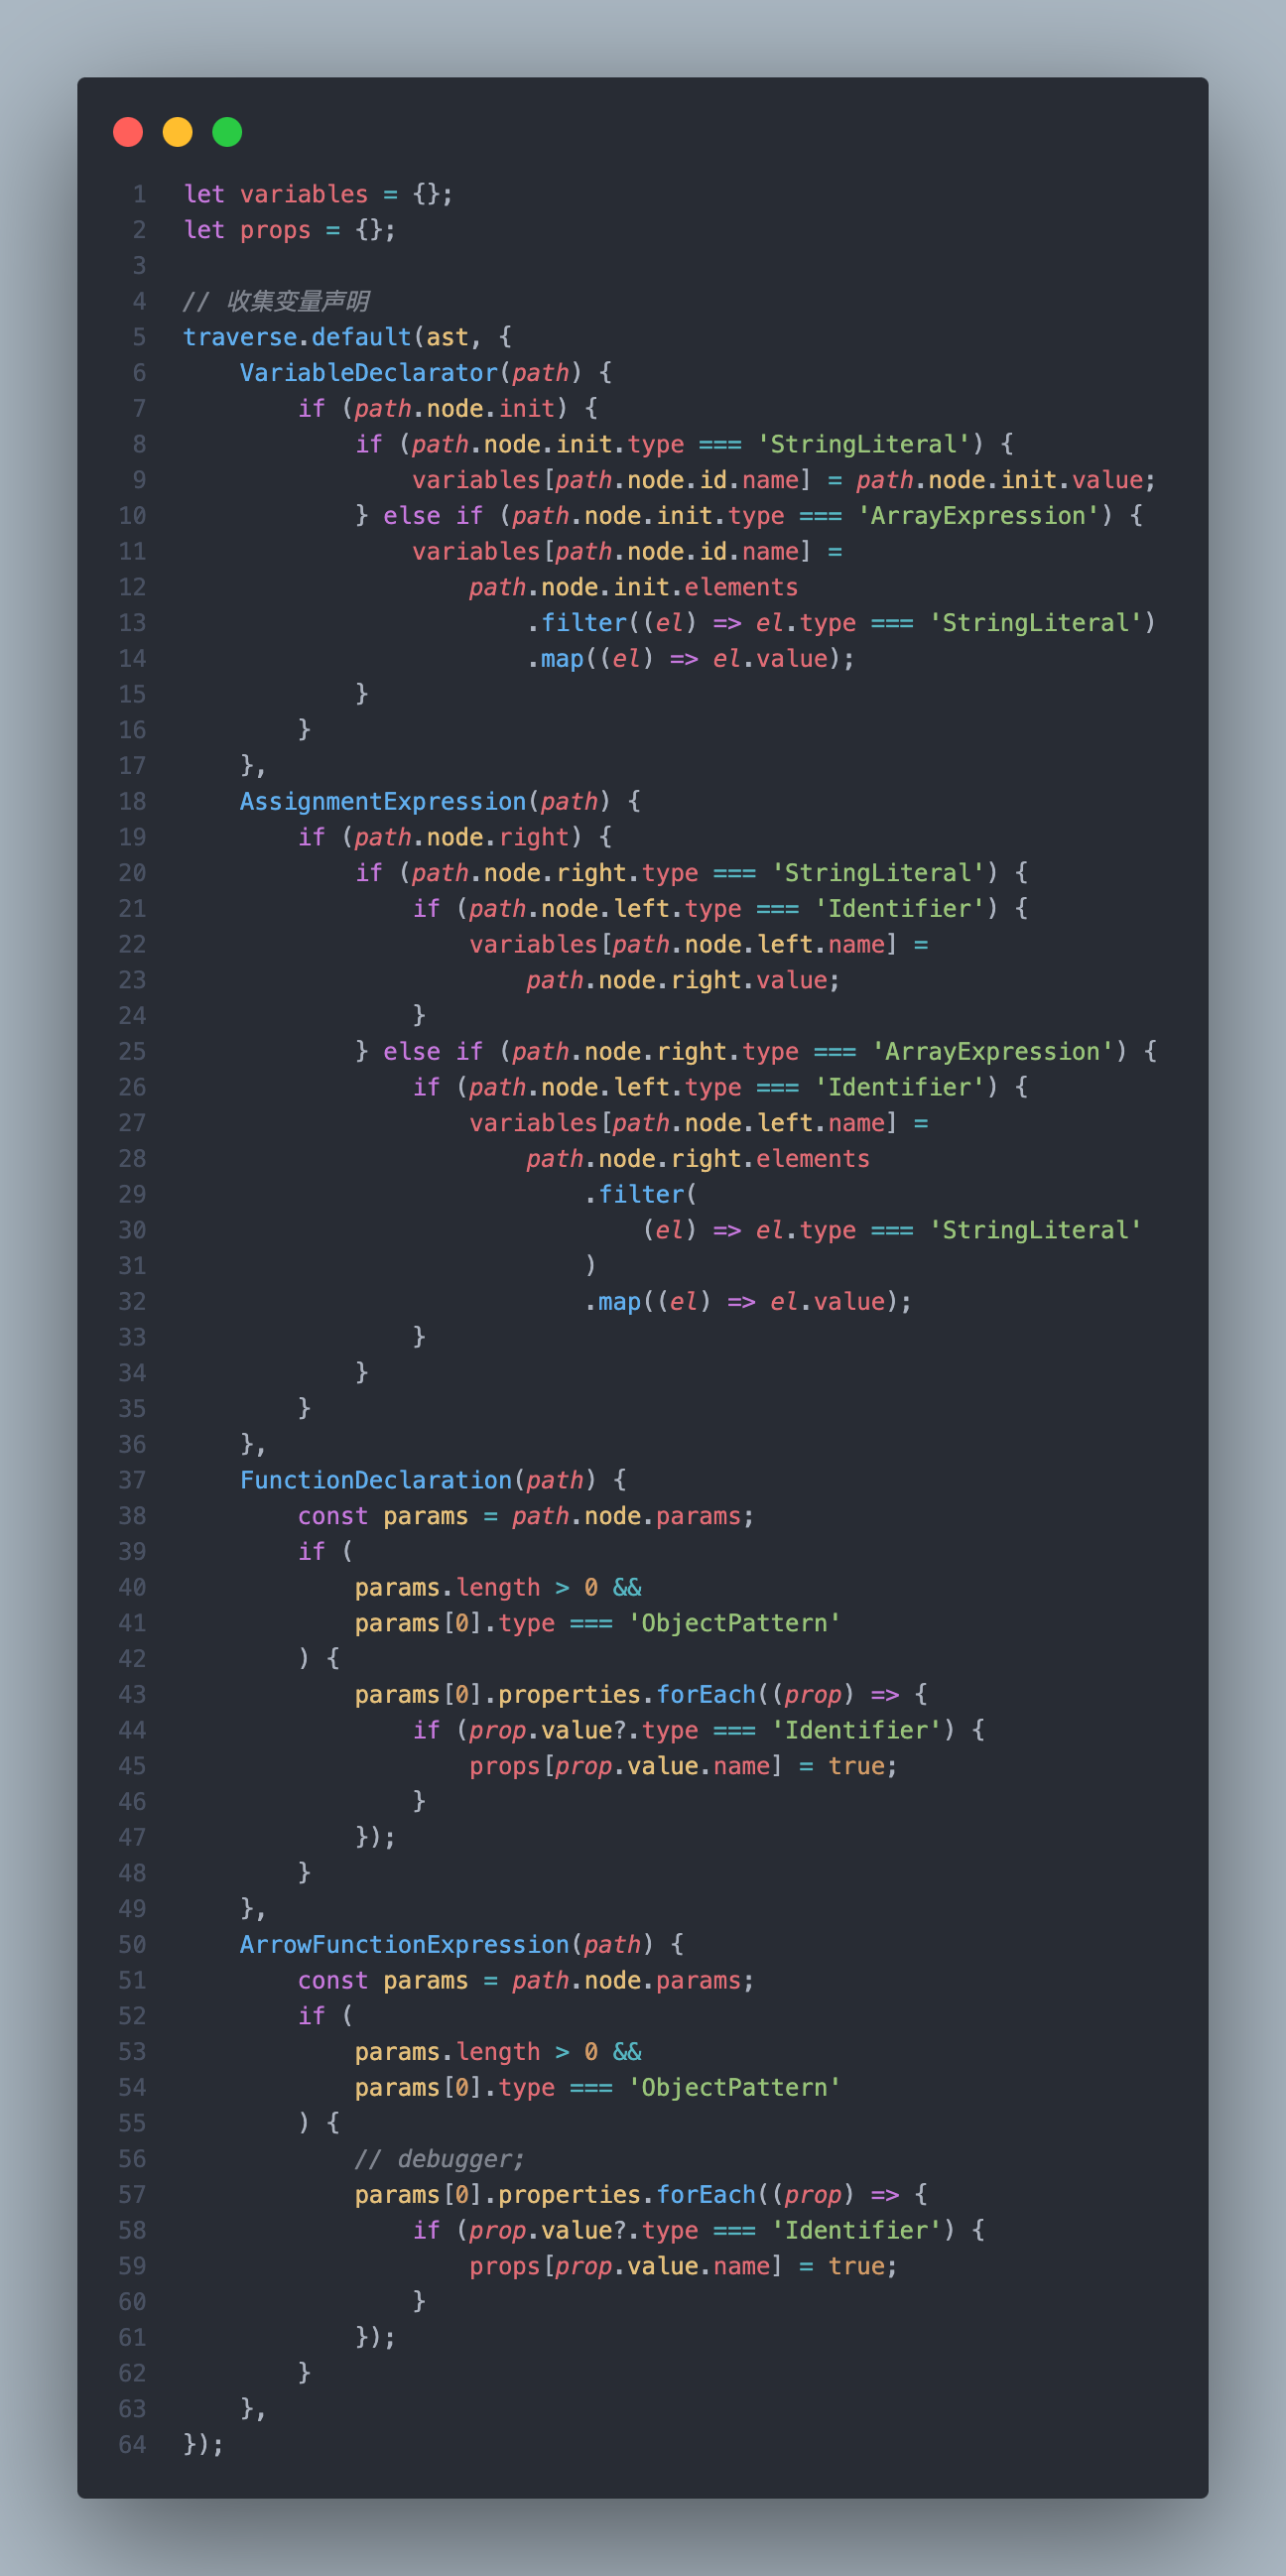 1 let variables = {};
2 let props = {};
3
4 // 收集变量声明
5 traverse.default(ast, {
6     VariableDeclarator(path) {
7         if (path.node.init) {
8             if (path.node.init.type === 'StringLiteral') {
9                 variables[path.node.id.name] = path.node.init.value;
10             } else if (path.node.init.type === 'ArrayExpression') {
11                 variables[path.node.id.name] =
12                     path.node.init.elements
13                         .filter((el) => el.type === 'StringLiteral')
14                         .map((el) => el.value);
15             }
16         }
17     },
18     AssignmentExpression(path) {
19         if (path.node.right) {
20             if (path.node.right.type === 'StringLiteral') {
21                 if (path.node.left.type === 'Identifier') {
22                     variables[path.node.left.name] =
23                         path.node.right.value;
24                 }
25             } else if (path.node.right.type === 'ArrayExpression') {
26                 if (path.node.left.type === 'Identifier') {
27                     variables[path.node.left.name] =
28                         path.node.right.elements
29                             .filter(
30                                 (el) => el.type === 'StringLiteral'
31                             )
32                             .map((el) => el.value);
33                 }
34             }
35         }
36     },
37     FunctionDeclaration(path) {
38         const params = path.node.params;
39         if (
40             params.length > 0 &&
41             params[0].type === 'ObjectPattern'
42         ) {
43             params[0].properties.forEach((prop) => {
44                 if (prop.value?.type === 'Identifier') {
45                     props[prop.value.name] = true;
46                 }
47             });
48         }
49     },
50     ArrowFunctionExpression(path) {
51         const params = path.node.params;
52         if (
53             params.length > 0 &&
54             params[0].type === 'ObjectPattern'
55         ) {
56             // debugger;
57             params[0].properties.forEach((prop) => {
58                 if (prop.value?.type === 'Identifier') {
59                     props[prop.value.name] = true;
60                 }
61             });
62         }
63     },
64 });